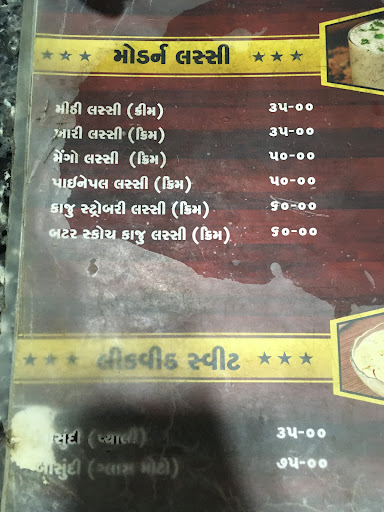 ★★★ મોડર્ન લસ્સી ★★★
મીઠી લસ્સી (ક્રીમ) ૩૫-૦૦
ખારી લસ્સી (ક્રિમ) ૩૫-૦૦
મેંગો લસ્સી (ક્રિમ) ૫૦-૦૦
પાઈનેપલ લસ્સી (ક્રિમ) ૫૦-૦૦
કાજુ સ્ટ્રોબરી લસ્સી (ક્રિમ) ૬૦-૦૦
બટર સ્કોચ કાજુ લસ્સી (ક્રિમ) ૬૦-૦૦
★★★ લીકવીડ સ્વીટ ★★★
(પ્યાલી) ૩૫-૦૦
બાસુંદી (ગ્લાસ મોટો) ૭૫-૦૦